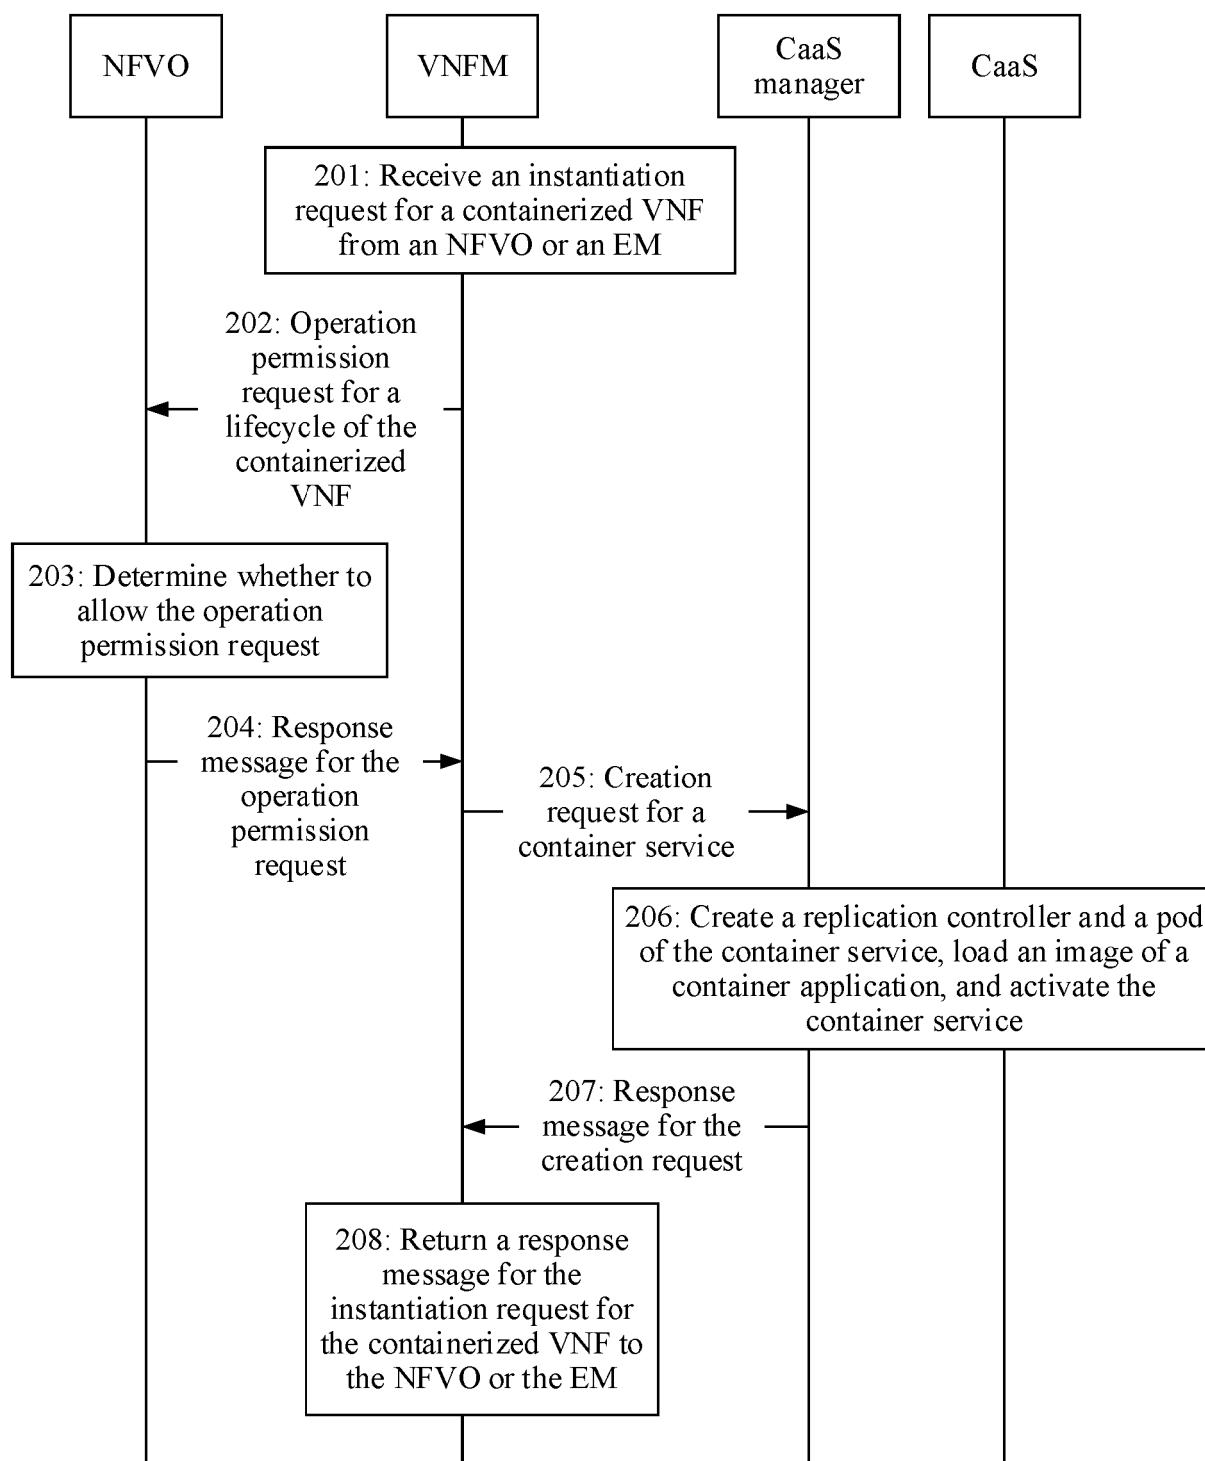 NFVO
VNFM
CaaS
manager
CaaS
201: Receive an instantiation
request for a containerized VNF
from an NFVO or an EM
202: Operation
permission
request for a
lifecycle of the
containerized
VNF
203: Determine whether to
allow the operation
permission request
204: Response
message for the
operation
permission
request
205: Creation
request for a
container service
206: Create a replication controller and a pod
of the container service, load an image of a
container application, and activate the
container service
207: Response
message for the
creation request
208: Return a response
message for the
instantiation request for
the containerized VNF to
the NFVO or the EM